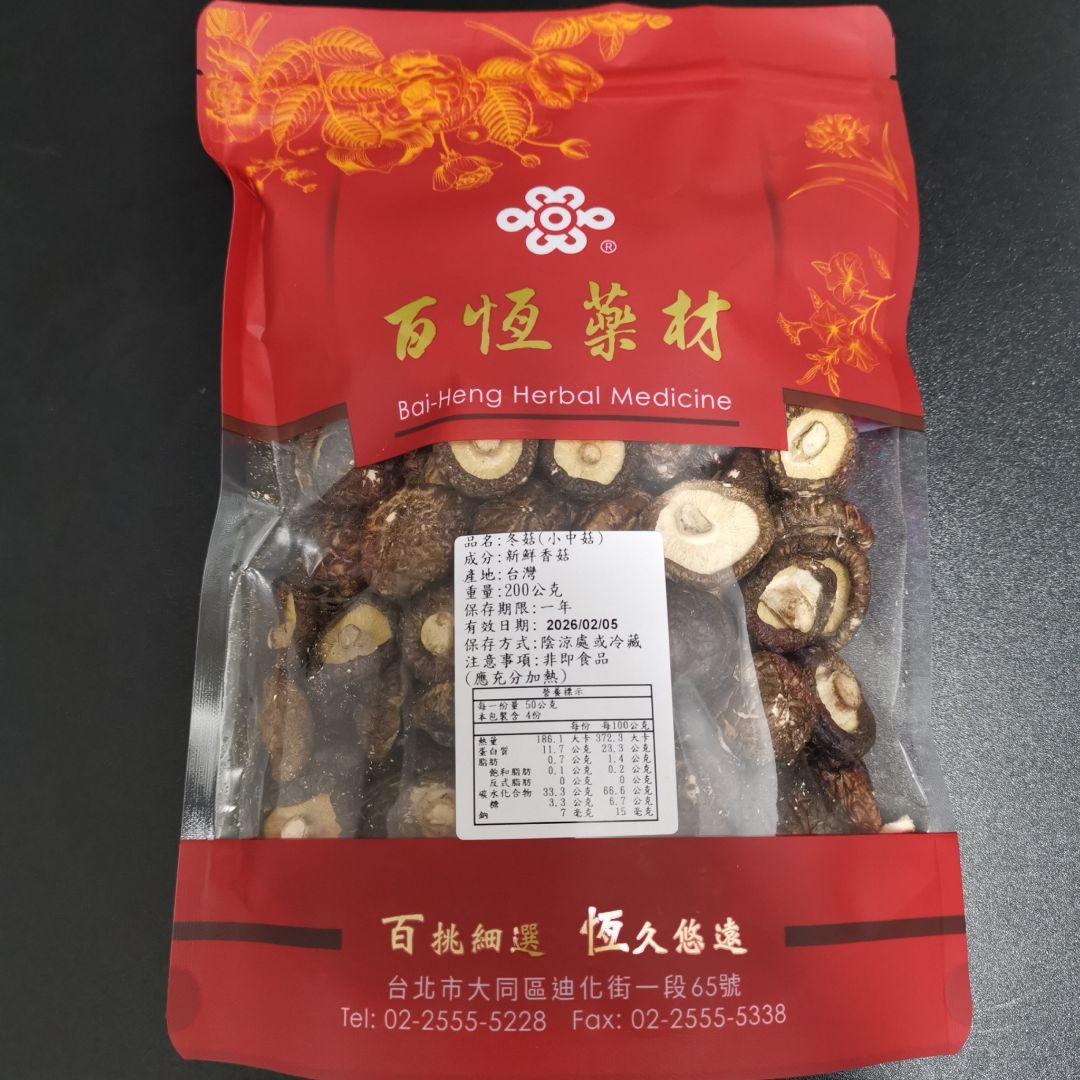 ®
百恆藥材
Bai-Heng Herbal Medicine
品名:冬菇(小中菇)
成分:新鮮香菇
產地:台灣
重量:200公克
保存期限:一年
有效日期: 2026/02/05
保存方式:陰涼處或冷藏
注意事項:非即食品
(應充分加熱)
營養標示
每一份量 50公克
本包裝含 4份
每份 每100公克
熱量 186.1 大卡 372.3 大卡
蛋白質 11.7 公克 23.3 公克
脂肪 0.7 公克 1.4 公克
飽和脂肪 0.1 公克 0.2 公克
反式脂肪 0 公克 0 公克
碳水化合物 33.3 公克 66.6 公克
糖 3.3 公克 6.7 公克
鈉 7 毫克 15 毫克
百挑細選 恆久悠遠
台北市大同區迪化街一段65號
Tel: 02-2555-5228 Fax: 02-2555-5338